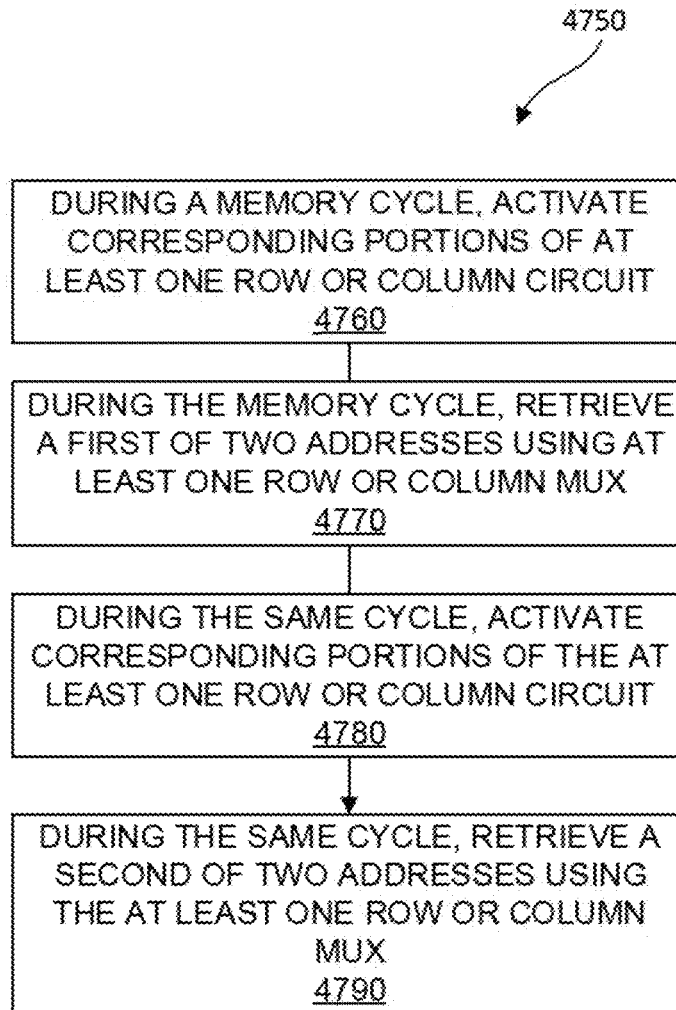 4750
DURING A MEMORY CYCLE, ACTIVATE
CORRESPONDING PORTIONS OF AT
LEAST ONE ROW OR COLUMN CIRCUIT
4760
DURING THE MEMORY CYCLE, RETRIEVE
A FIRST OF TWO ADDRESSES USING AT
LEAST ONE ROW OR COLUMN MUX
4770
DURING THE SAME CYCLE, ACTIVATE
CORRESPONDING PORTIONS OF THE AT
LEAST ONE ROW OR COLUMN CIRCUIT
4780
DURING THE SAME CYCLE, RETRIEVE A
SECOND OF TWO ADDRESSES USING
THE AT LEAST ONE ROW OR COLUMN
MUX
4790